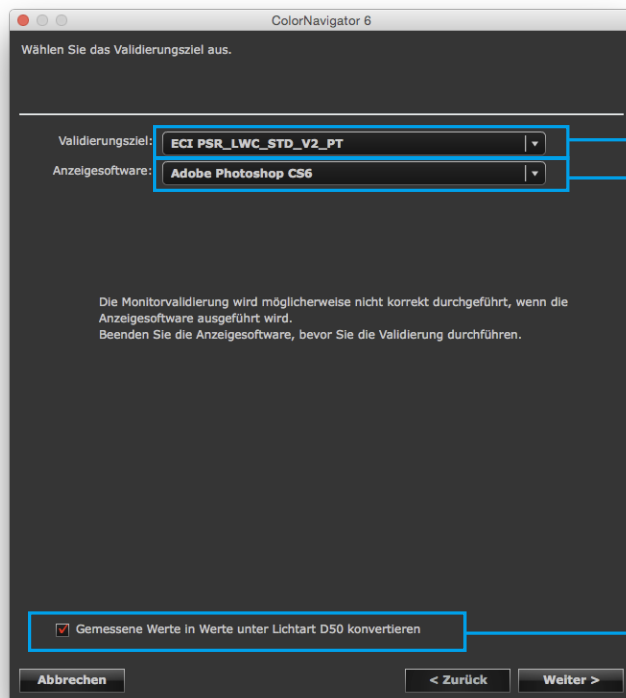 ColorNavigator 6
Wählen Sie das Validierungsziel aus.
Validierungsziel: ECI PSR_LWC_STD_V2_PT
Anzeigesoftware: Adobe Photoshop CS6
Die Monitorvalidierung wird möglicherweise nicht korrekt durchgeführt, wenn die
Anzeigesoftware ausgeführt wird.
Beenden Sie die Anzeigesoftware, bevor Sie die Validierung durchführen.
Gemessene Werte in Werte unter Lichtart D50 konvertieren
Abbrechen < Zurück Weiter >